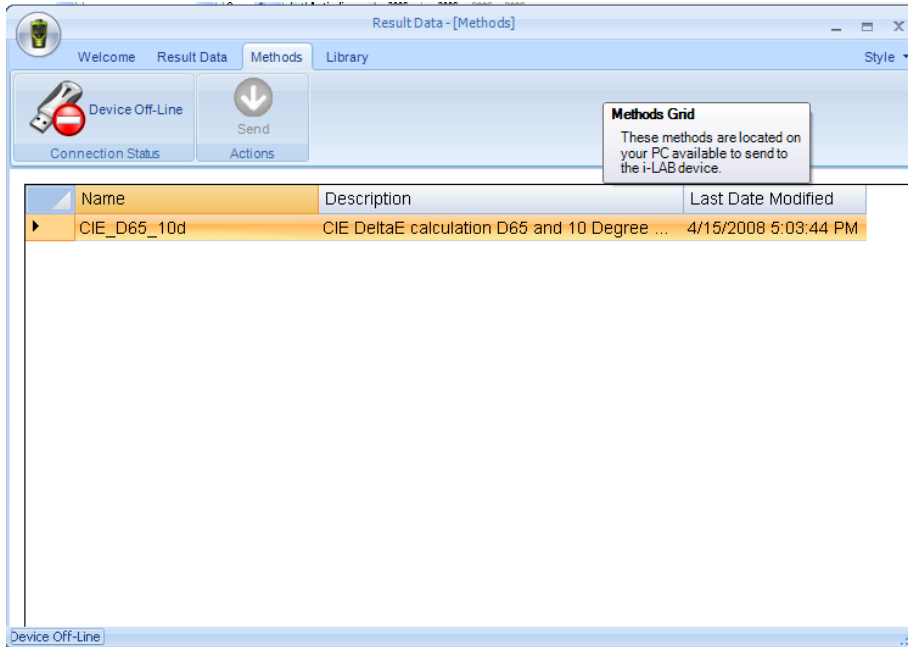 Result Data - [Methods]
Welcome Result Data Methods Library Style
Device Off-Line
Send
Connection Status Actions
Methods Grid
These methods are located on
your PC available to send to
the i-LAB device.
Name Description Last Date Modified
CIE_D65_10d CIE DeltaE calculation D65 and 10 Degree ... 4/15/2008 5:03:44 PM
Device Off-Line